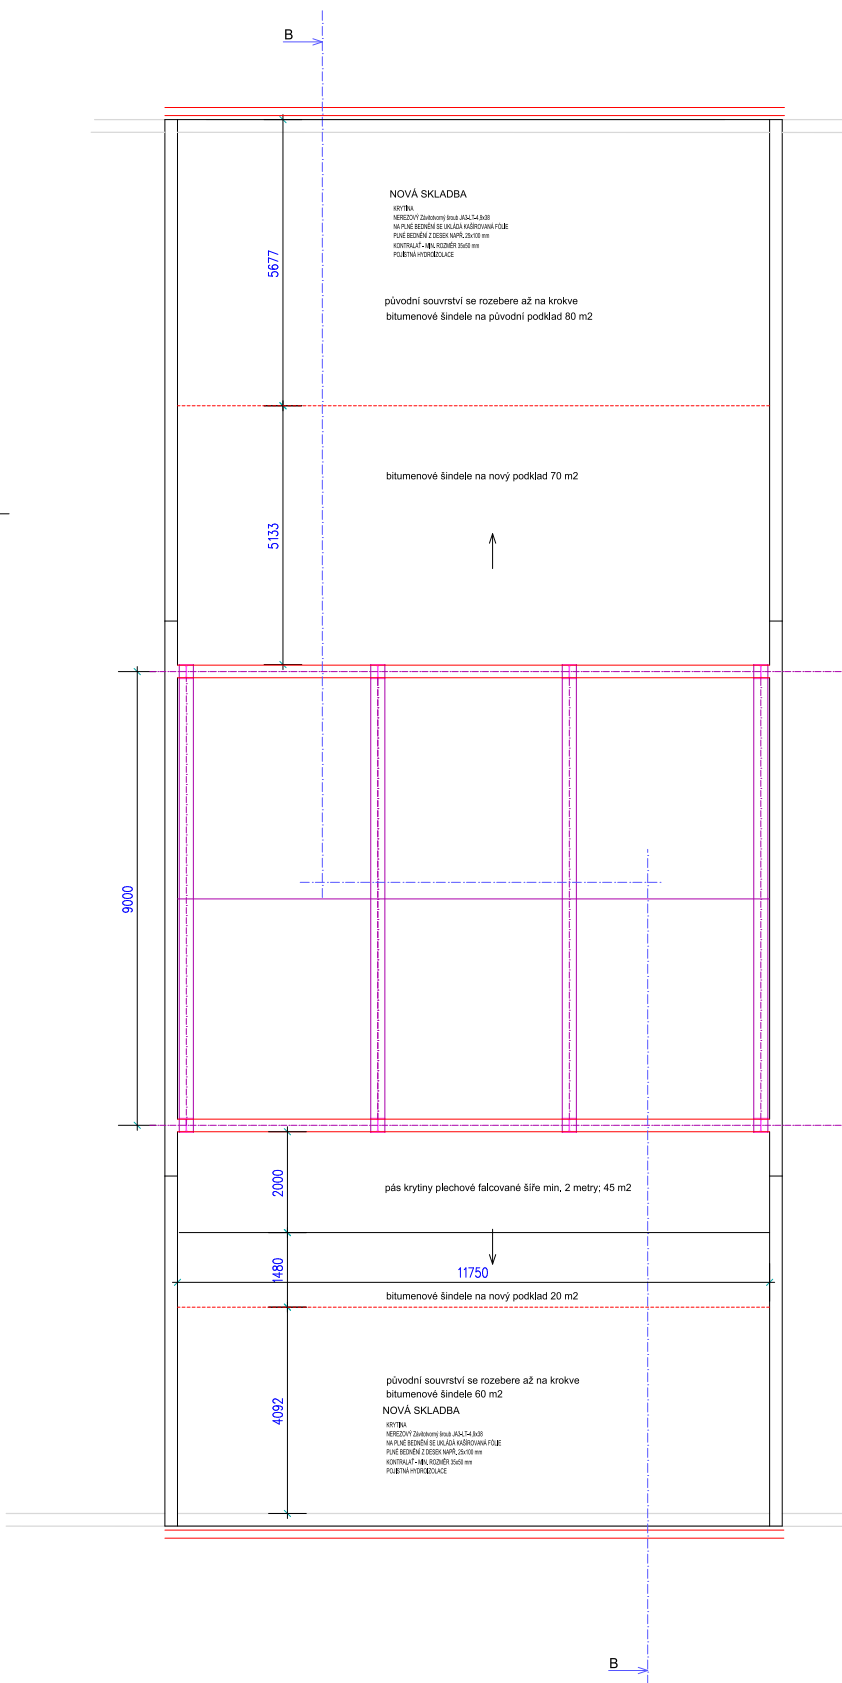 B
NOVÁ SKLADBA
KRYTINA
NEREZOVÝ Závitotvorný šroub JA3-LT-4,9x38
NA PLNÉ BEDNĚNÍ SE UKLÁDÁ KAŠÍROVANÁ FÓLIE
PLNÉ BEDNĚNÍ Z DESEK NAPŘ. 25x100 mm
KONTRALAŤ - MIN. ROZMĚR 35x50 mm
POJISTNÁ HYDROIZOLACE
5677
původní souvrství se rozebere až na krokve
bitumenové šindele na původní podklad 80 m2
bitumenové šindele na nový podklad 70 m2
5133
9000
2000
pás krytiny plechové falcované šíře min, 2 metry; 45 m2
1480
11750
bitumenové šindele na nový podklad 20 m2
4092
původní souvrství se rozebere až na krokve
bitumenové šindele 60 m2
NOVÁ SKLADBA
KRYTINA
NEREZOVÝ Závitotvorný šroub JA3-LT-4,9x38
NA PLNÉ BEDNĚNÍ SE UKLÁDÁ KAŠÍROVANÁ FÓLIE
PLNÉ BEDNĚNÍ Z DESEK NAPŘ. 25x100 mm
KONTRALAŤ - MIN. ROZMĚR 35x50 mm
POJISTNÁ HYDROIZOLACE
B